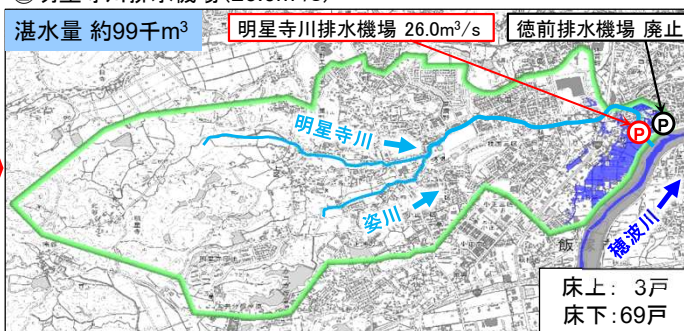 湛水量 約99千m³
明星寺川排水機場 26.0m³/s
徳前排水機場 廃止
P
P
明星寺川
姿川
穂波川
飯
床上： 3戸
床下：69戸